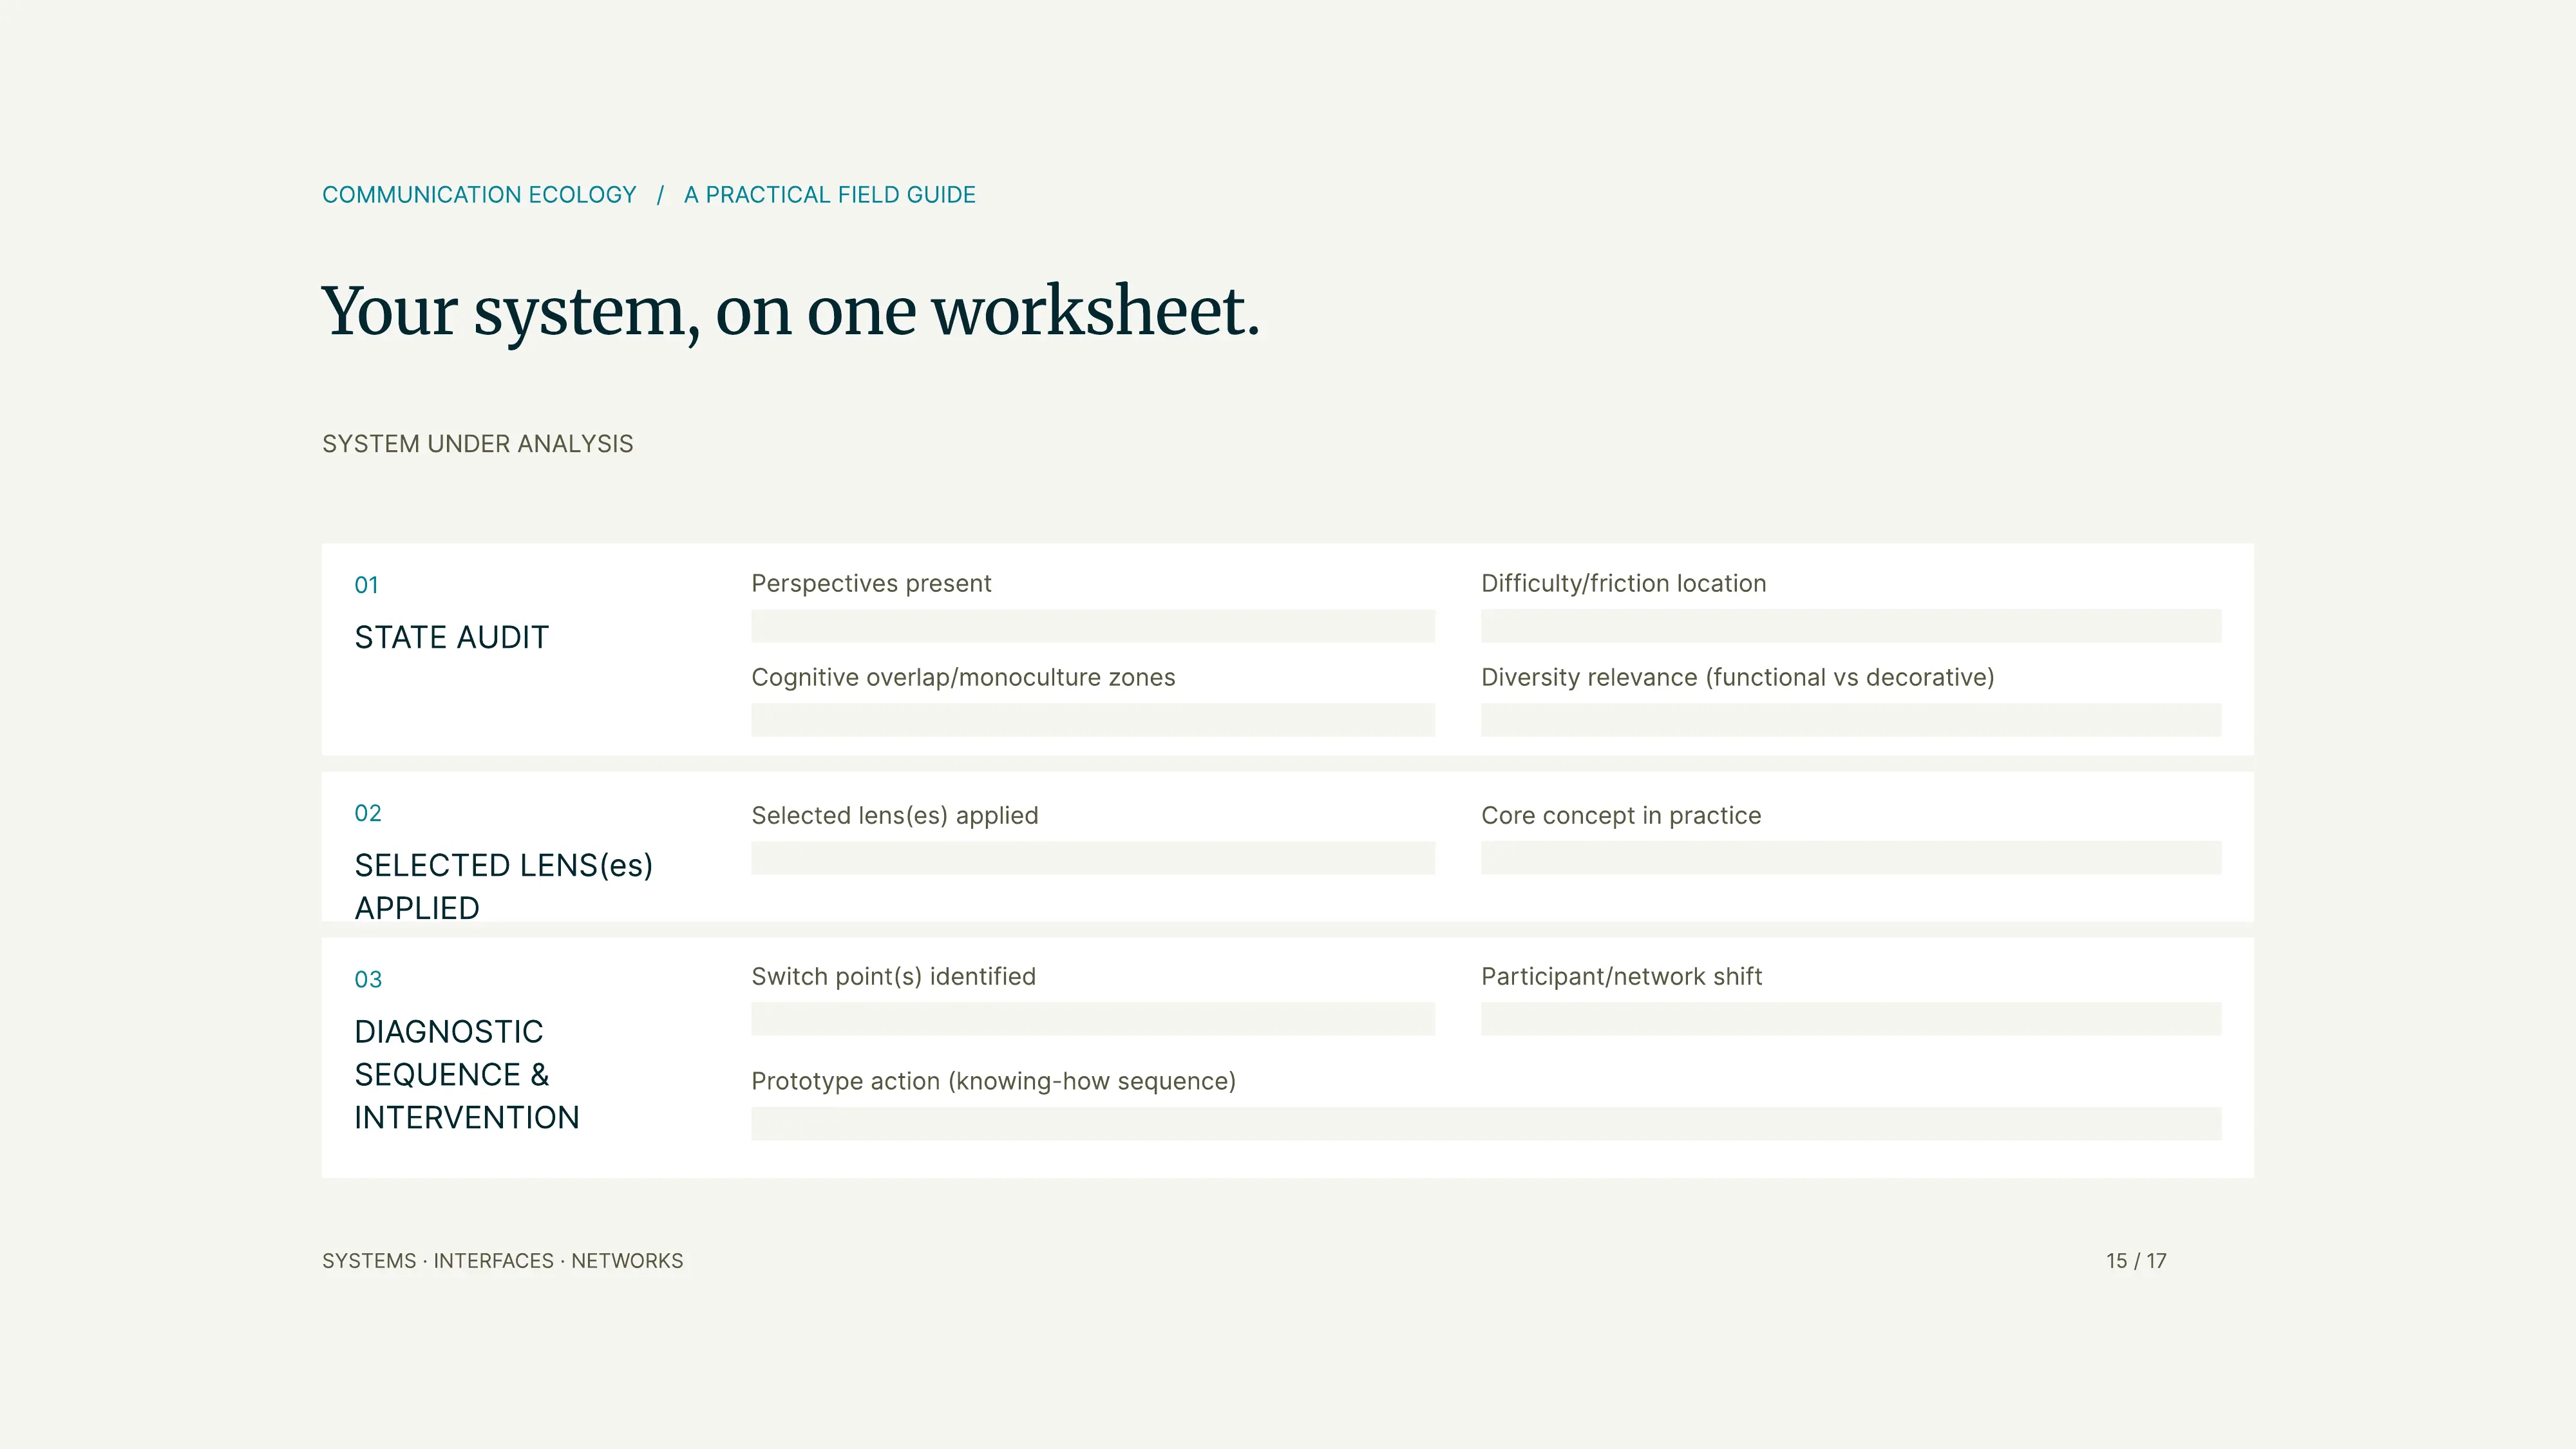 COMMUNICATION ECOLOGY / A PRACTICAL FIELD GUIDE
Your system, on one worksheet.
SYSTEM UNDER ANALYSIS
01
STATE AUDIT
Perspectives present
Difficulty/friction location
Cognitive overlap/monoculture zones
Diversity relevance (functional vs decorative)
02
SELECTED LENS(es)
APPLIED
Selected lens(es) applied
Core concept in practice
03
DIAGNOSTIC
SEQUENCE &
INTERVENTION
Switch point(s) identified
Participant/network shift
Prototype action (knowing-how sequence)
SYSTEMS · INTERFACES · NETWORKS
15 / 17